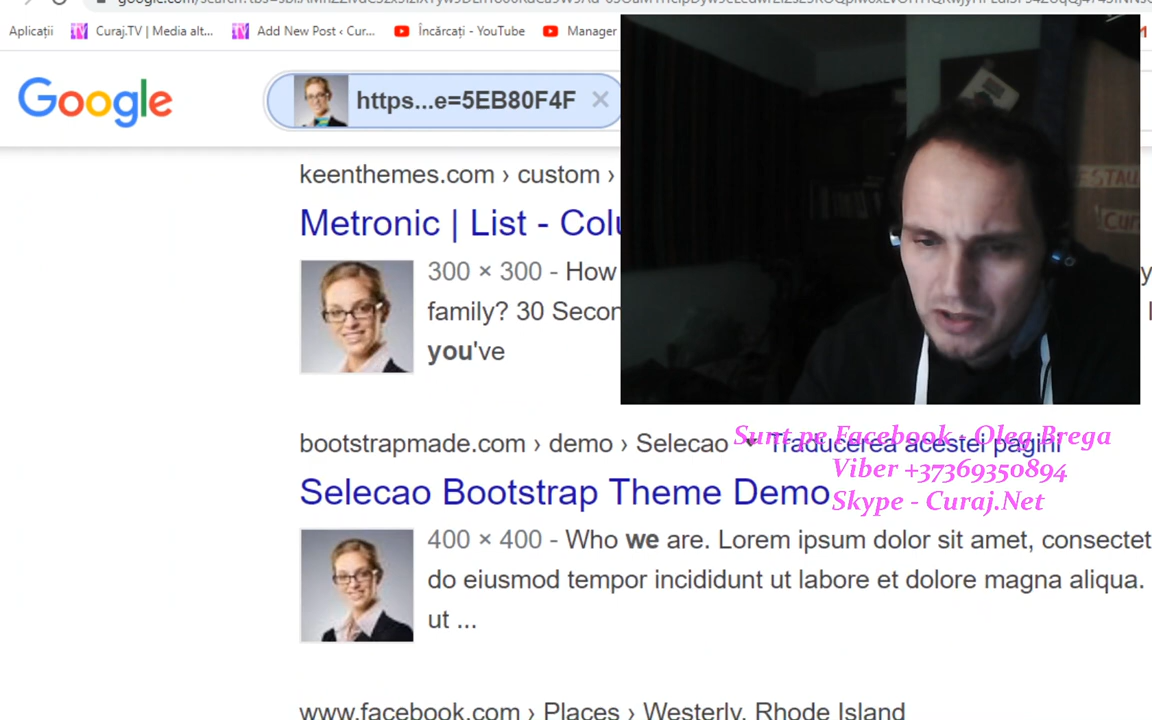 Aplicații
Curaj.TV | Media alt...
Add New Post ‹ Cur...
Încărcați - YouTube
Manager
Google
https...e=5EB80F4F
keenthemes.com › custom ›
Metronic | List - Colu
300 × 300 - How
family? 30 Secon
you've
bootstrapmade.com › demo › Selecao
Traducerea acestei pagini
Sunt pe Facebook - Oleg Brega
Viber +37369350894
Skype - Curaj.Net
Selecao Bootstrap Theme Demo
400 × 400 - Who we are. Lorem ipsum dolor sit amet, consectet
do eiusmod tempor incididunt ut labore et dolore magna aliqua.
ut ...
www.facebook.com › Places › Westerly, Rhode Island